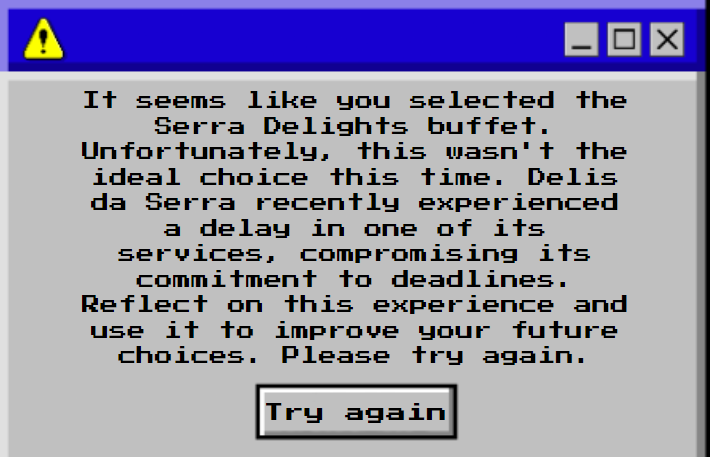 It seems like you selected the
Serra Delights buffet.
Unfortunately, this wasn't the
ideal choice this time. Delis
da Serra recently experienced
a delay in one of its
services, compromising its
commitment to deadlines.
Reflect on this experience and
use it to improve your future
choices. Please try again.
Try again